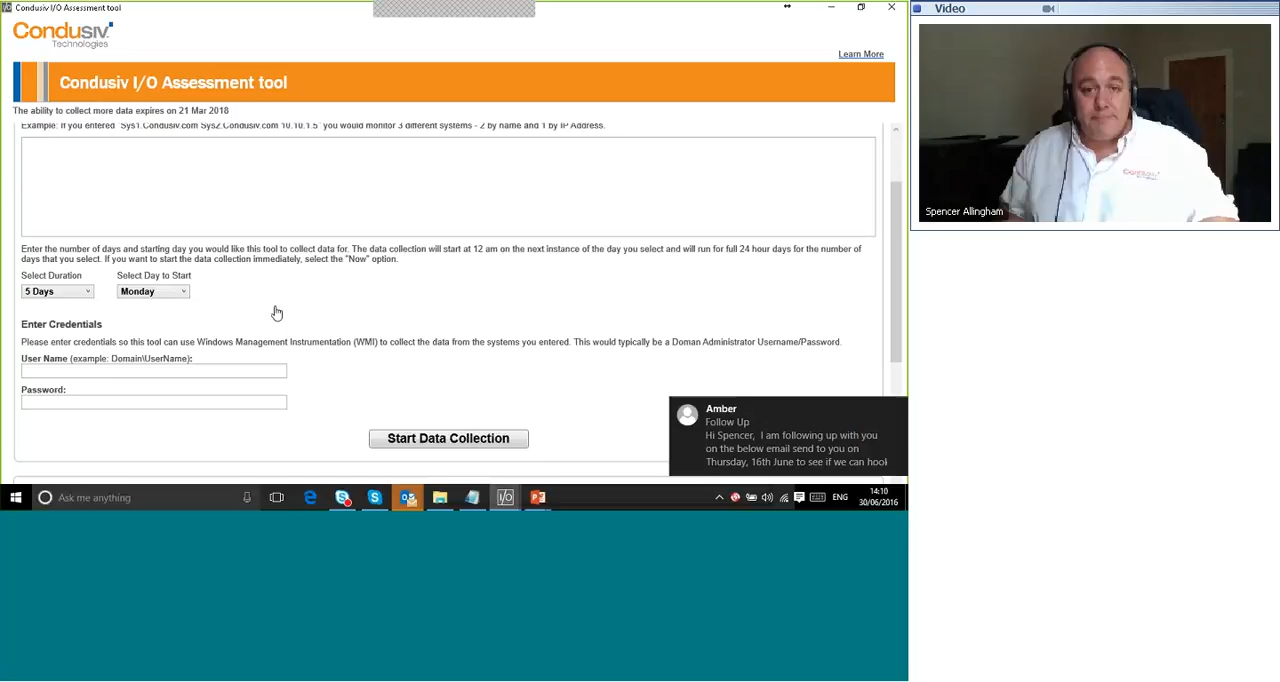 Condusiv I/O Assessment tool
Condusiv
Technologies
Learn More
Condusiv I/O Assessment tool
The ability to collect more data expires on 21 Mar 2018
Example: If you entered "Sys1.Condusiv.com Sys2.Condusiv.com 10.10.1.5" you would monitor 3 different systems - 2 by name and 1 by IP Address.
Enter the number of days and starting day you would like this tool to collect data for. The data collection will start at 12 am on the next instance of the day you select and will run for full 24 hour days for the number
of days that you select. If you want to start the data collection immediately, select the "Now" option.
Select Duration Select Day to Start
5 Days Monday
Enter Credentials
Please enter credentials so this tool can use Windows Management Instrumentation (WMI) to collect the data from the systems you entered. This would typically be a Doman Administrator Username/Password.
User Name (example: Domain\UserName):
Password:
Start Data Collection
Amber
Follow Up
Hi Spencer, I am following up with you
on the below email send to you on
Thursday, 16th June to see if we can hook
Ask me anything
ENG
14:10
30/06/2016
Video
Condusiv
Spencer Allingham